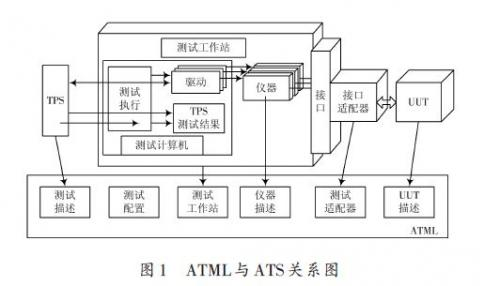 测试工作站
TPS
测试
执行
驱动
仪器
TPS
测试结果
测试计算机
接口
接口
适配器
UUT
测试
描述
测试
配置
测试
工作站
仪器
描述
测试
适配器
UUT
描述
ATML
图1 ATML与ATS关系图